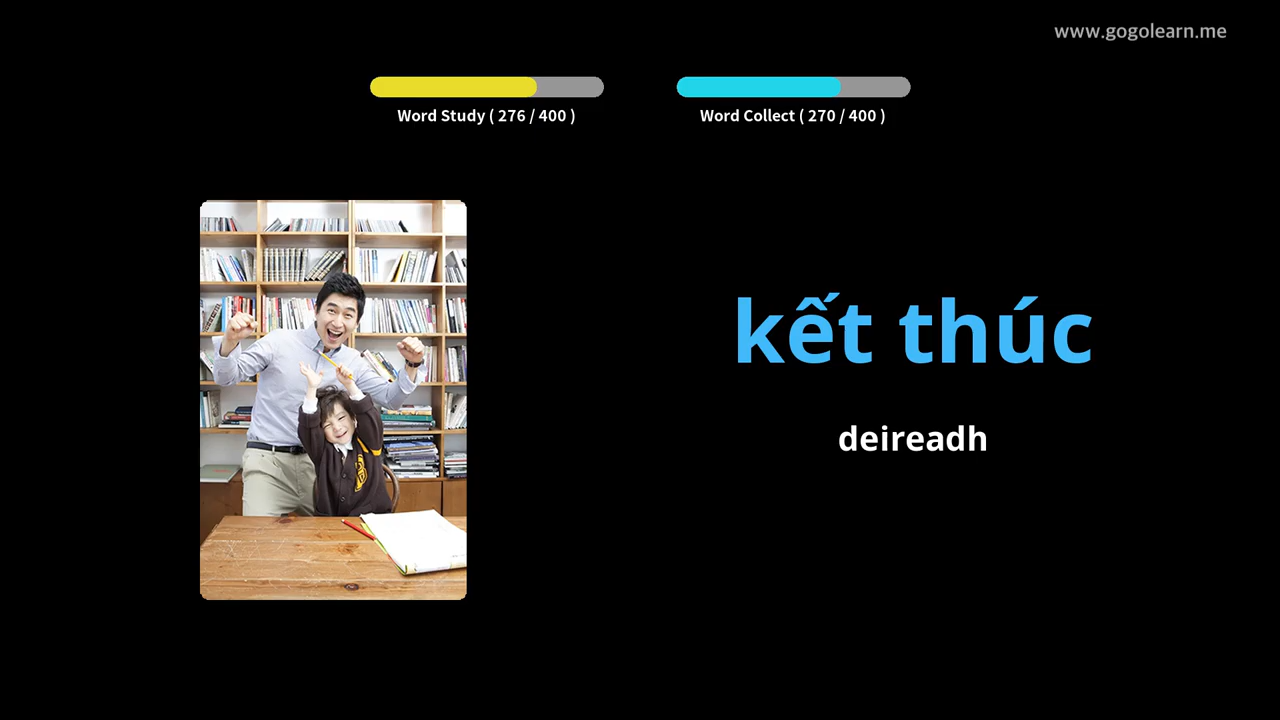 www.gogolearn.me
Word Study ( 276 / 400 )
Word Collect ( 270 / 400 )
kết thúc
deireadh